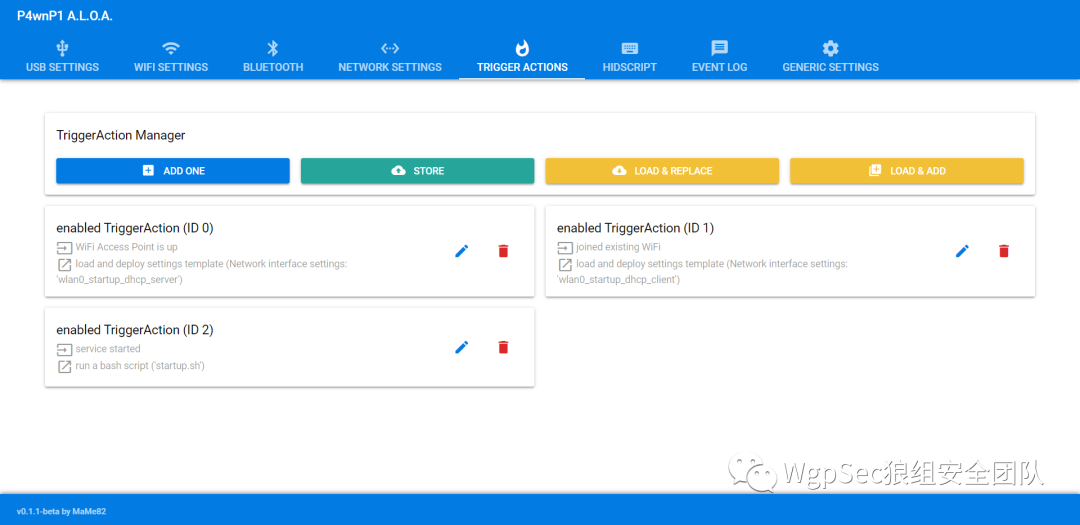 P4wnP1 A.L.O.A.
USB SETTINGS
WIFI SETTINGS
BLUETOOTH
NETWORK SETTINGS
TRIGGER ACTIONS
HIDSCRIPT
EVENT LOG
GENERIC SETTINGS
TriggerAction Manager
ADD ONE
STORE
LOAD & REPLACE
LOAD & ADD
enabled TriggerAction (ID 0)
WiFi Access Point is up
load and deploy settings template (Network interface settings:
'wlan0_startup_dhcp_server')
enabled TriggerAction (ID 1)
joined existing WiFi
load and deploy settings template (Network interface settings:
'wlan0_startup_dhcp_client')
enabled TriggerAction (ID 2)
service started
run a bash script ('startup.sh')
WgpSec狼组安全团队
v0.1.1-beta by MaMe82